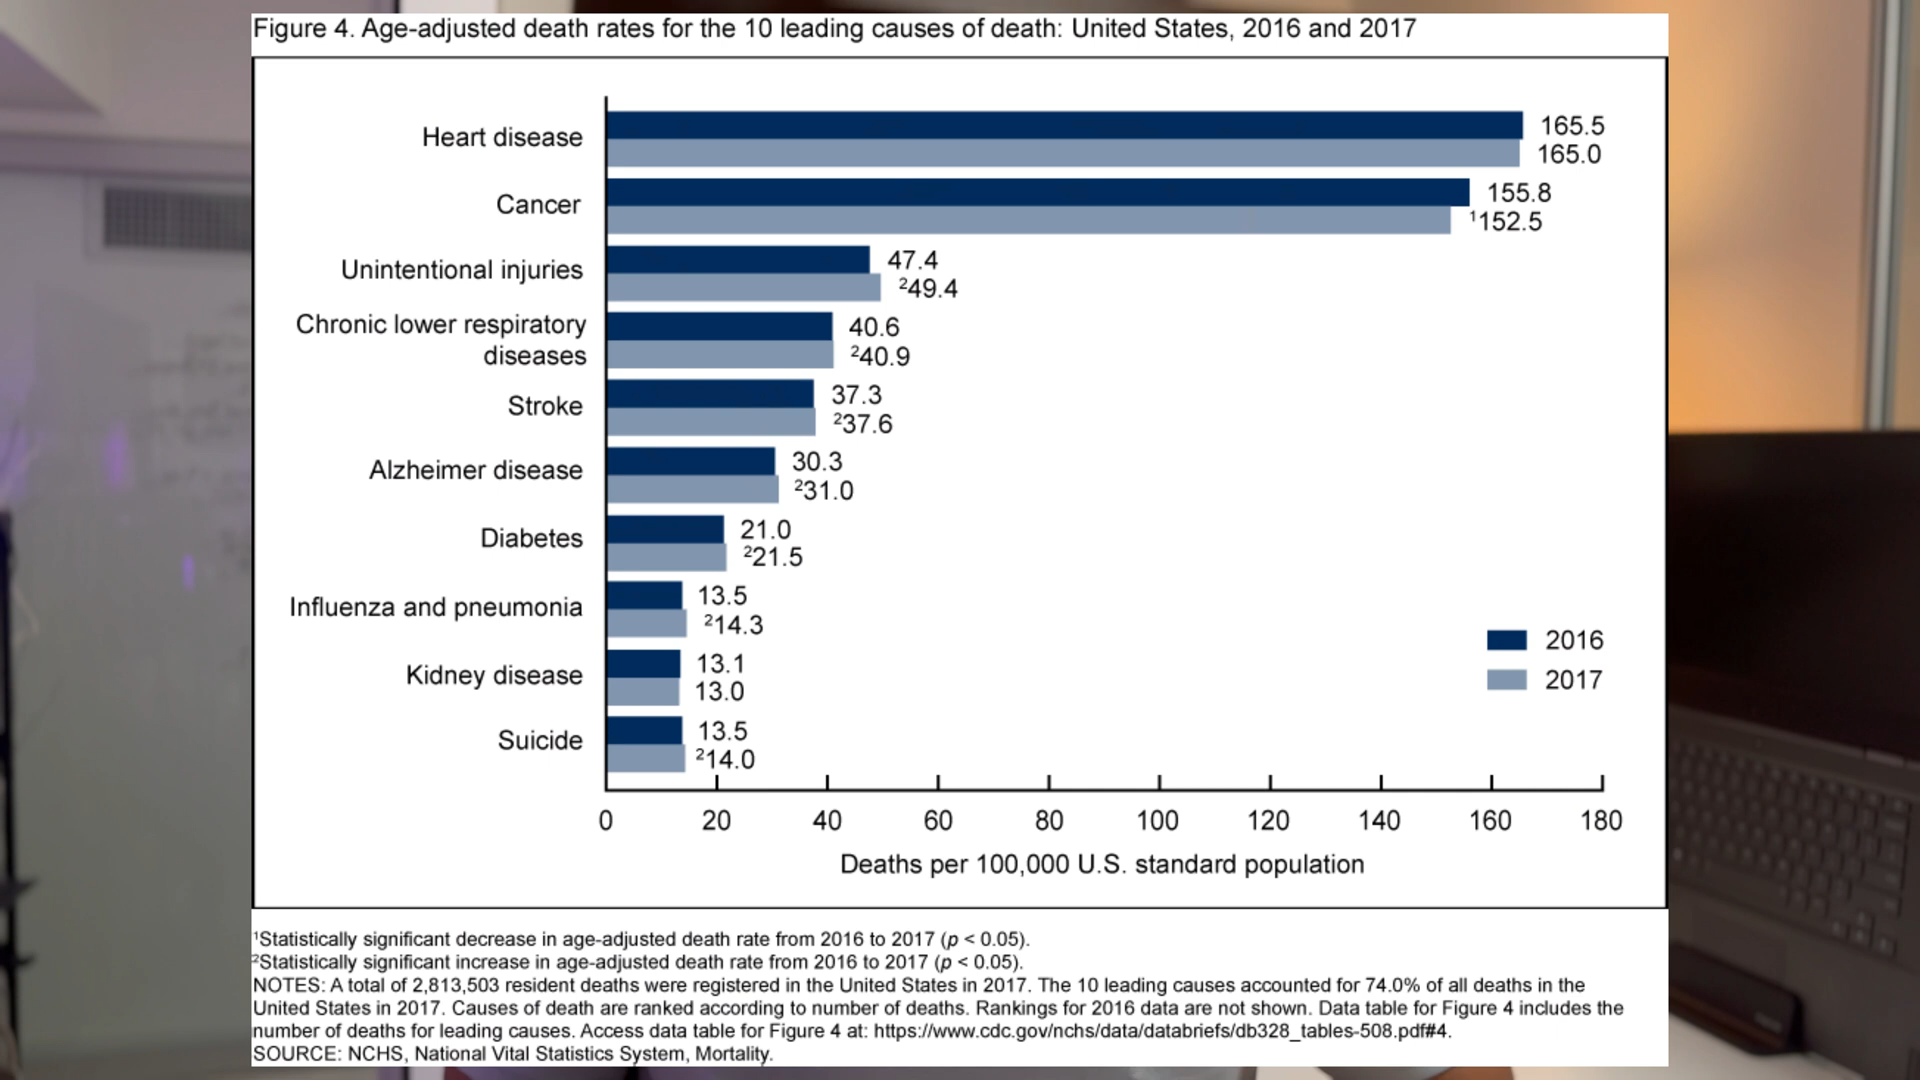 Figure 4. Age-adjusted death rates for the 10 leading causes of death: United States, 2016 and 2017
Heart disease
165.5
165.0
Cancer
155.8
¹152.5
Unintentional injuries
47.4
²49.4
Chronic lower respiratory
diseases
40.6
²40.9
Stroke
37.3
²37.6
Alzheimer disease
30.3
²31.0
Diabetes
21.0
²21.5
Influenza and pneumonia
13.5
²14.3
Kidney disease
13.1
13.0
Suicide
13.5
²14.0
2016
2017
0 20 40 60 80 100 120 140 160 180
Deaths per 100,000 U.S. standard population
¹Statistically significant decrease in age-adjusted death rate from 2016 to 2017 (p < 0.05).
²Statistically significant increase in age-adjusted death rate from 2016 to 2017 (p < 0.05).
NOTES: A total of 2,813,503 resident deaths were registered in the United States in 2017. The 10 leading causes accounted for 74.0% of all deaths in the
United States in 2017. Causes of death are ranked according to number of deaths. Rankings for 2016 data are not shown. Data table for Figure 4 includes the
number of deaths for leading causes. Access data table for Figure 4 at: https://www.cdc.gov/nchs/data/databriefs/db328_tables-508.pdf#4.
SOURCE: NCHS, National Vital Statistics System, Mortality.